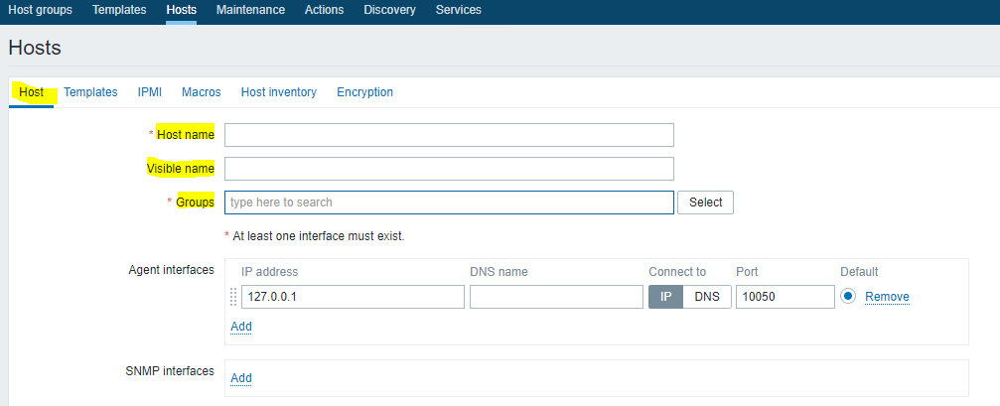 Host groups Templates Hosts Maintenance Actions Discovery Services
Hosts
Host Templates IPMI Macros Host inventory Encryption
* Host name
Visible name
* Groups type here to search Select
* At least one interface must exist.
Agent interfaces IP address DNS name Connect to Port Default
127.0.0.1 IP DNS 10050 Remove
Add
SNMP interfaces Add